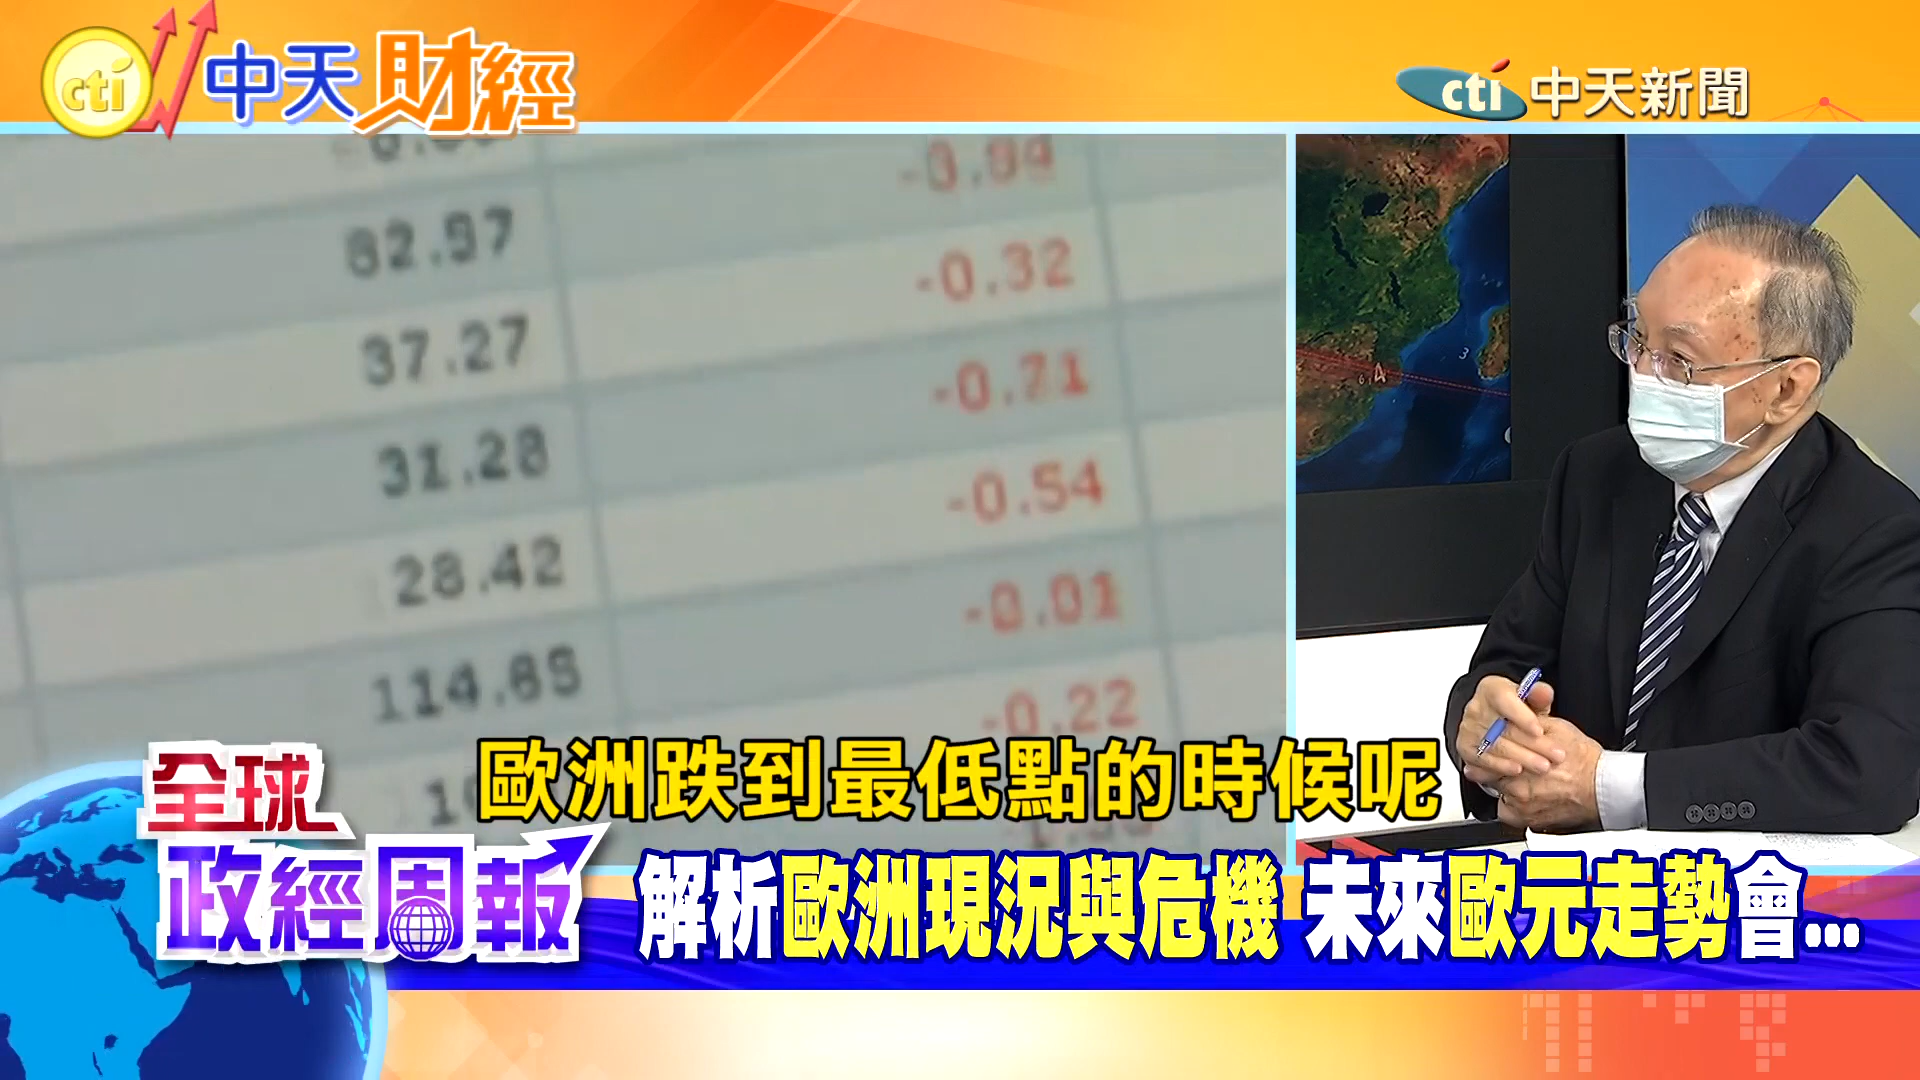 cti 中天財經
cti 中天新聞
-0.32
82.97
-0.71
37.27
-0.54
31.28
28.42
-0.22
114.85
歐洲跌到最低點的時候呢
全球
政經周報
解析歐洲現況與危機 未來歐元走勢會...